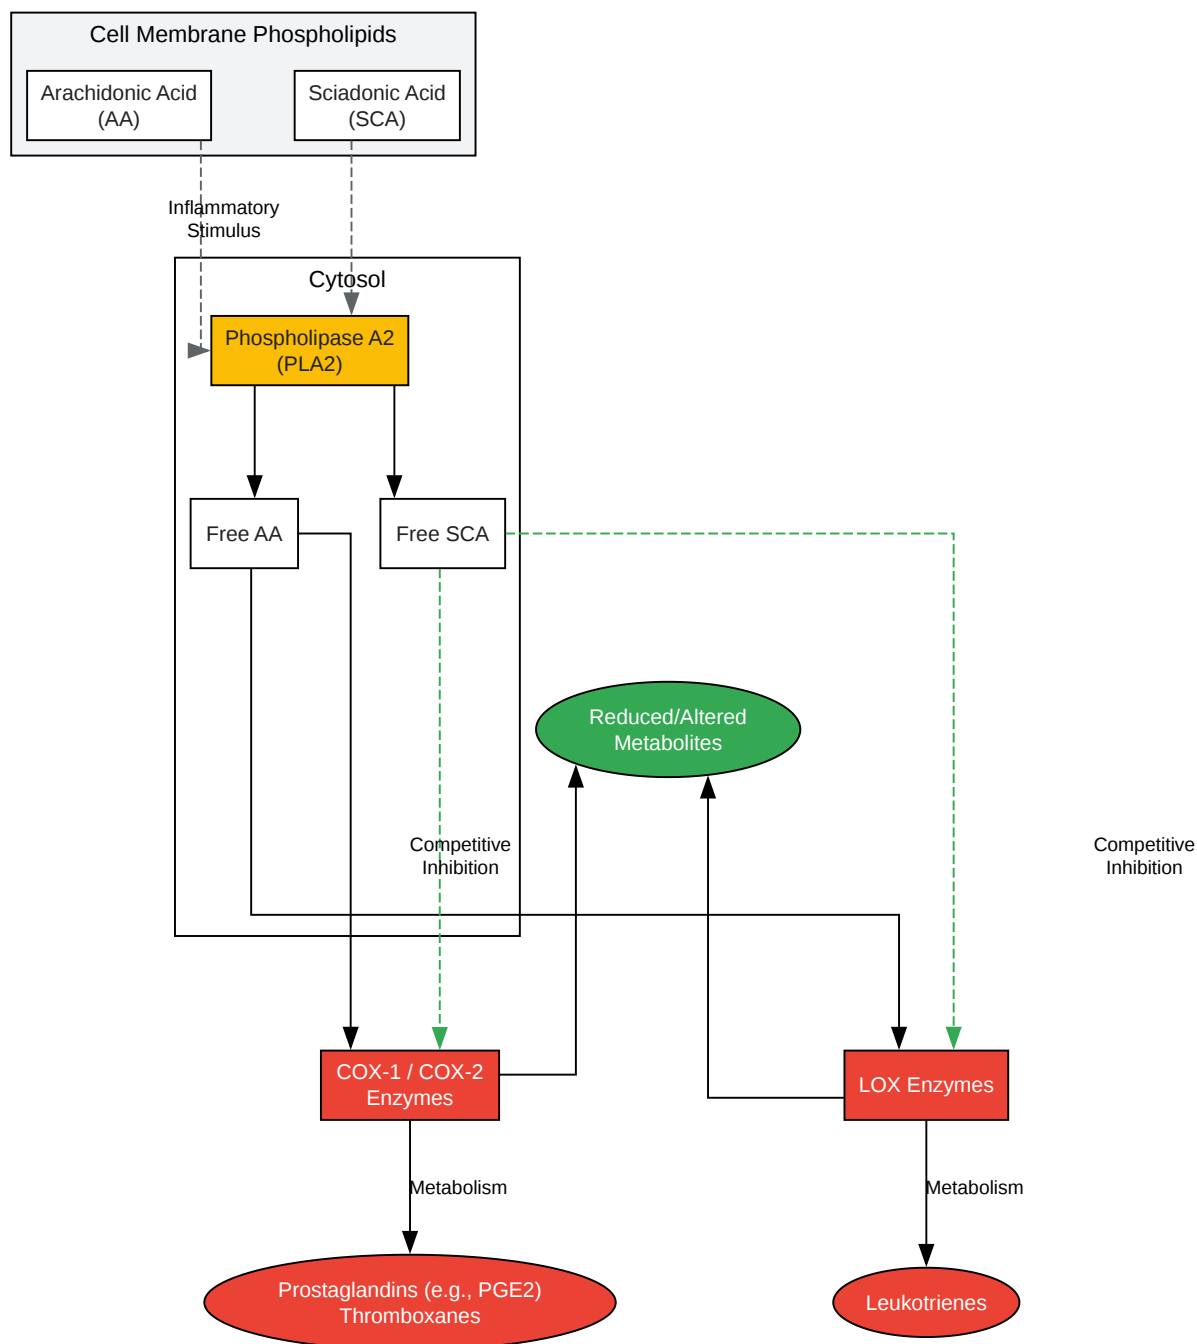 Cell Membrane Phospholipids
Arachidonic Acid
(AA)
Sciadonic Acid
(SCA)
Inflammatory
Stimulus
Cytosol
Phospholipase A2
(PLA2)
Free AA
Free SCA
Reduced/Altered
Metabolites
Competitive
Inhibition
Competitive
Inhibition
COX-1 / COX-2
Enzymes
LOX Enzymes
Metabolism
Metabolism
Prostaglandins (e.g., PGE2)
Thromboxanes
Leukotrienes